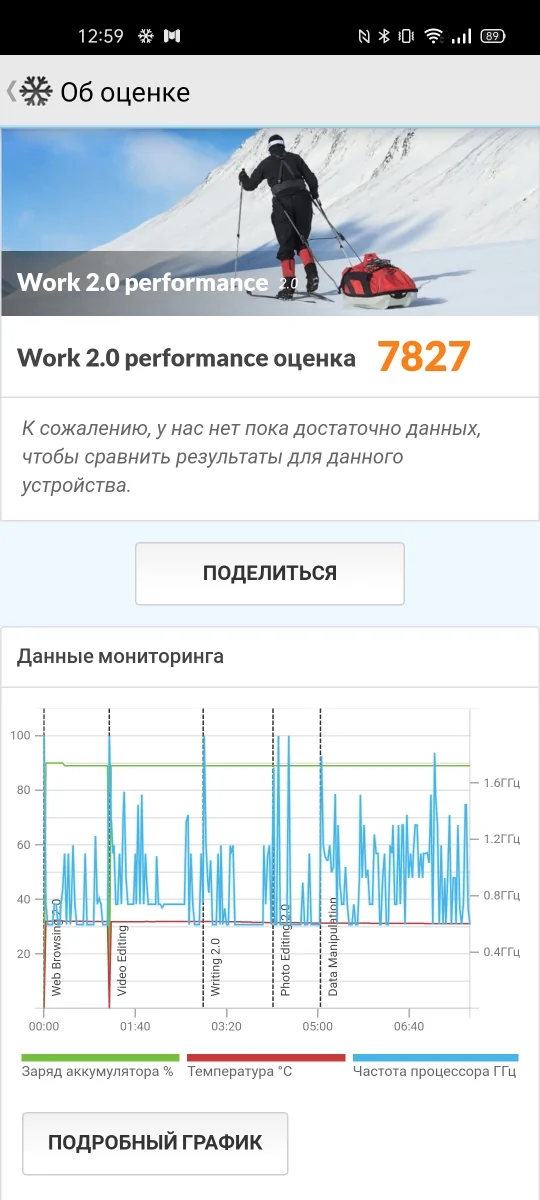 12:59
89
Об оценке
Work 2.0 performance 2.0
Work 2.0 performance оценка 7827
К сожалению, у нас нет пока достаточно данных,
чтобы сравнить результаты для данного
устройства.
ПОДЕЛИТЬСЯ
Данные мониторинга
100
80
60
40
20
1.6ГГц
1.2ГГц
0.8ГГц
0.4ГГц
Web Browsing 2.0
Video Editing
Writing 2.0
Photo Editing 2.0
Data Manipulation
00:00 01:40 03:20 05:00 06:40
Заряд аккумулятора % Температура °C Частота процессора ГГц
ПОДРОБНЫЙ ГРАФИК